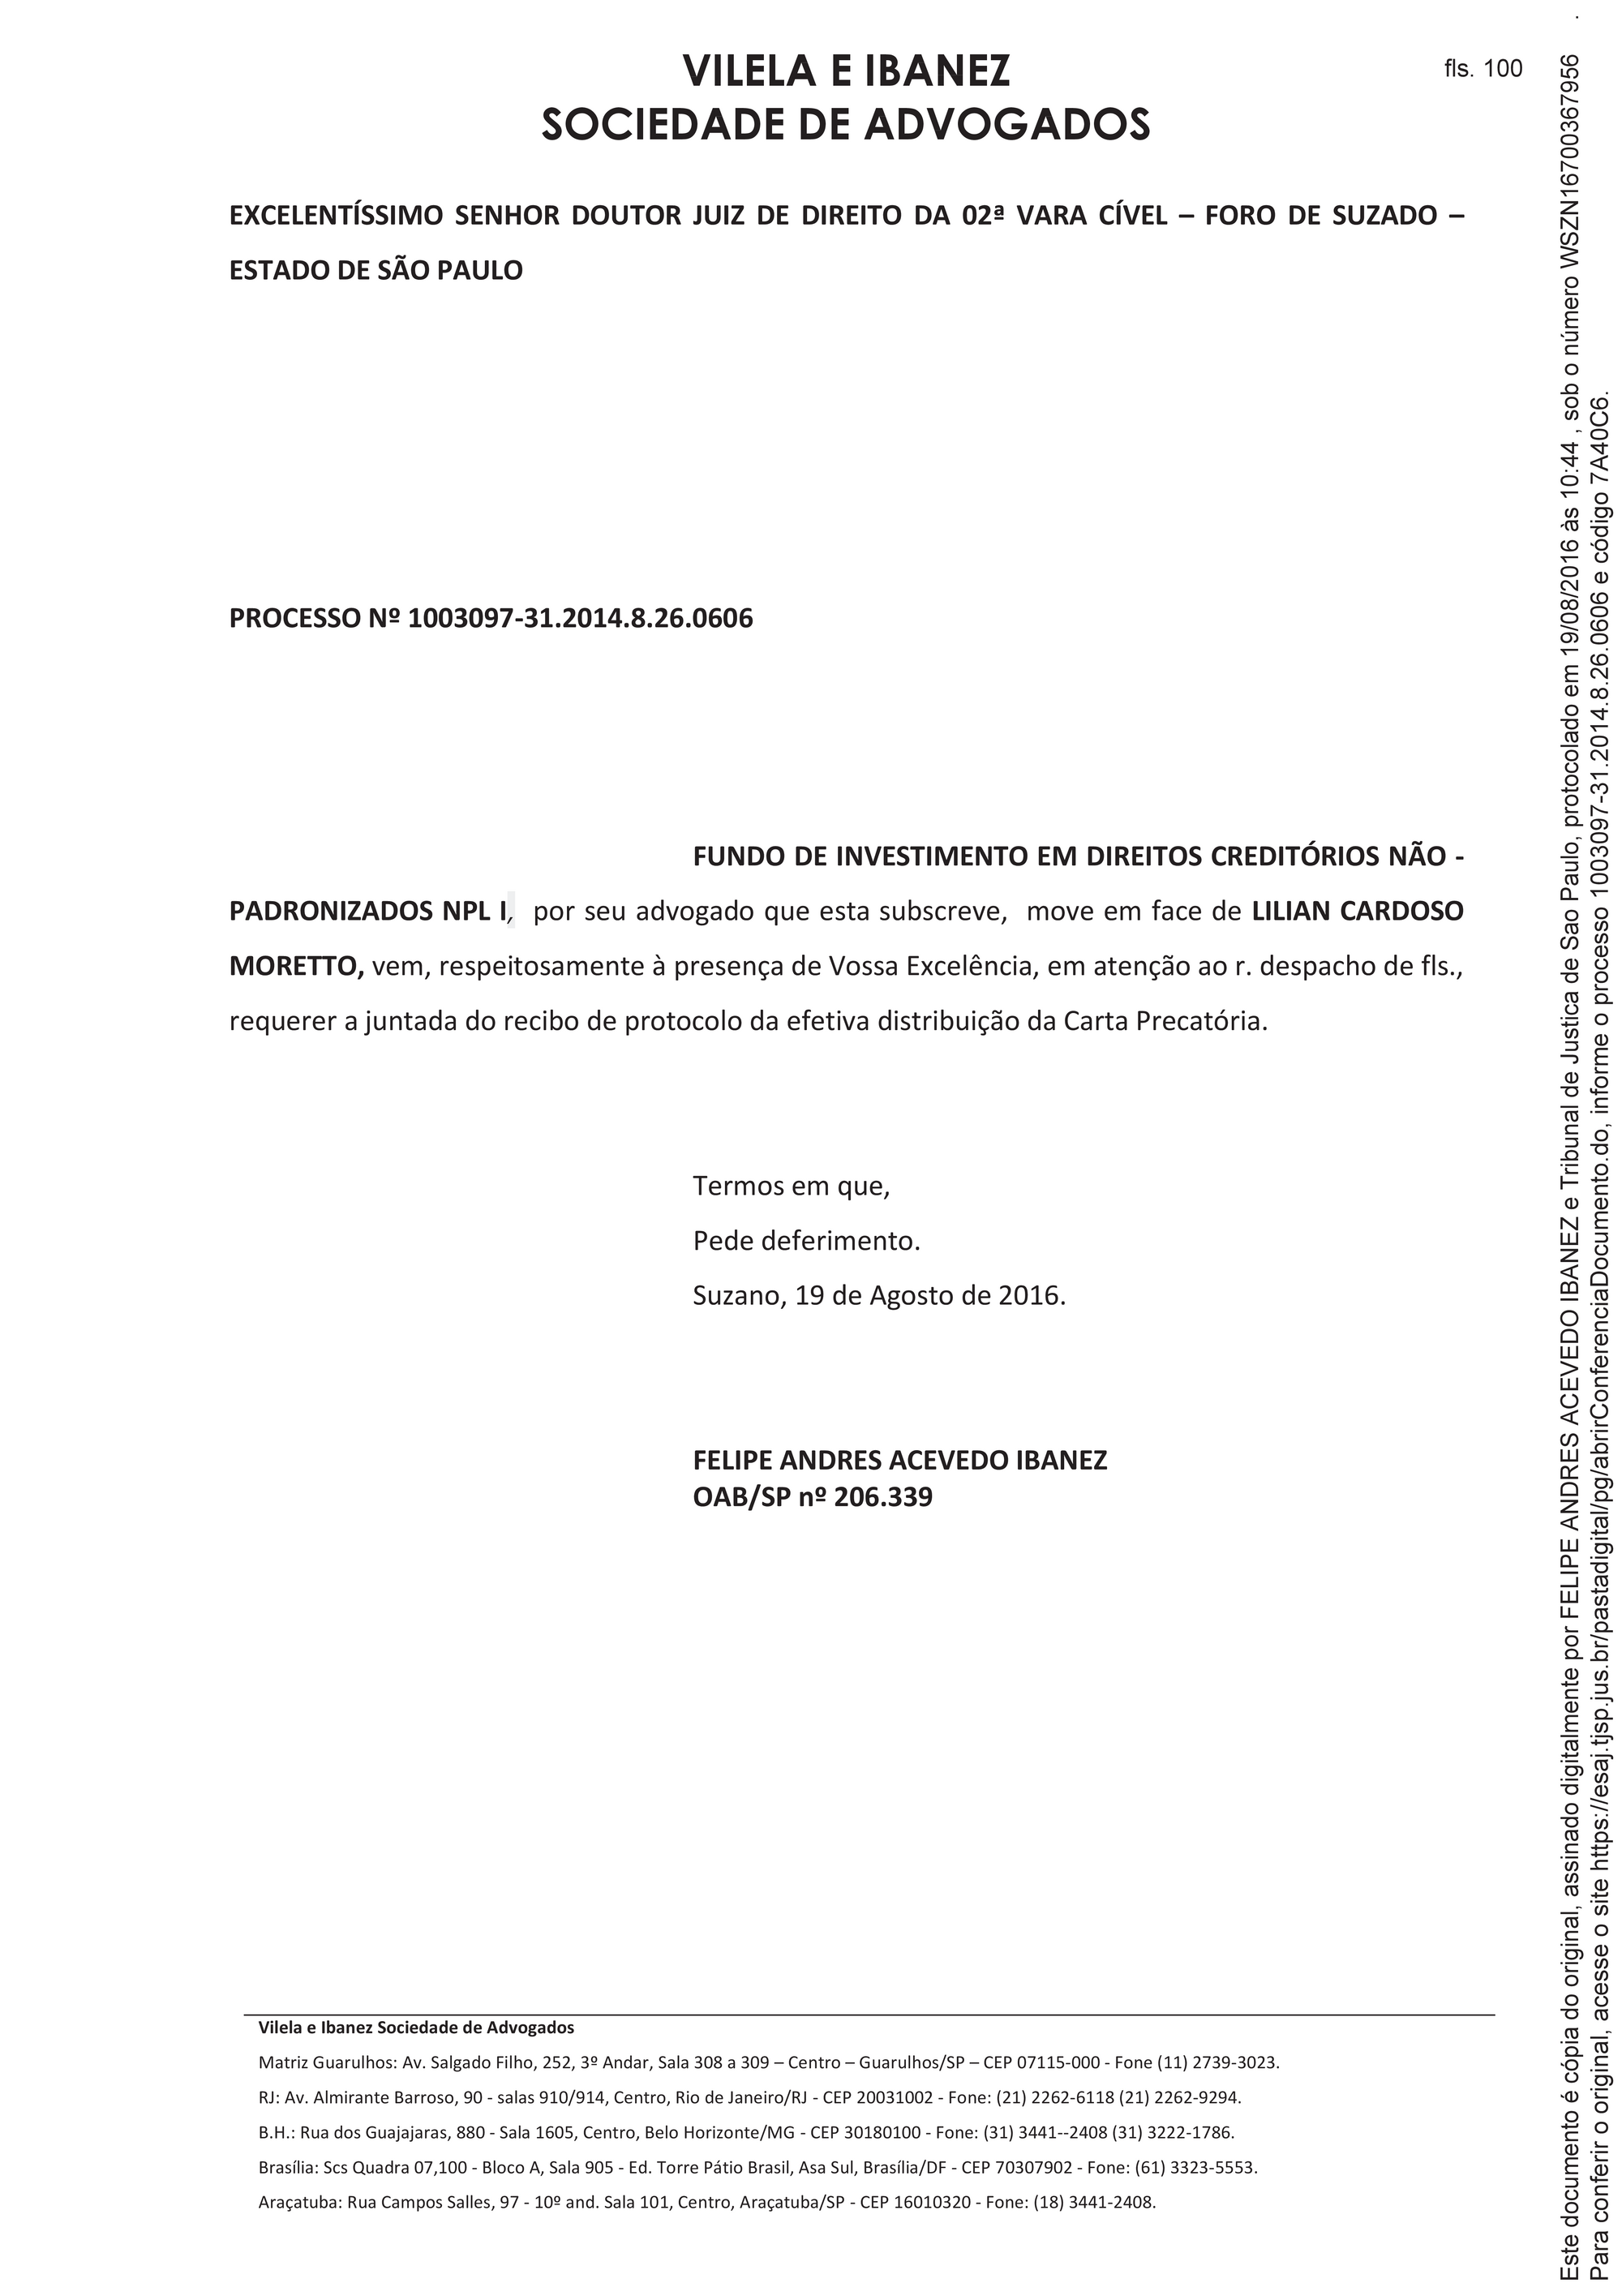 VILELA E IBANEZ
SOCIEDADE DE ADVOGADOS
fls. 100
EXCELENTÍSSIMO SENHOR DOUTOR JUIZ DE DIREITO DA 02ª VARA CÍVEL – FORO DE SUZADO –
ESTADO DE SÃO PAULO
PROCESSO Nº 1003097-31.2014.8.26.0606
FUNDO DE INVESTIMENTO EM DIREITOS CREDITÓRIOS NÃO -
PADRONIZADOS NPL I, por seu advogado que esta subscreve, move em face de LILIAN CARDOSO
MORETTO, vem, respeitosamente à presença de Vossa Excelência, em atenção ao r. despacho de fls.,
requerer a juntada do recibo de protocolo da efetiva distribuição da Carta Precatória.
Termos em que,
Pede deferimento.
Suzano, 19 de Agosto de 2016.
FELIPE ANDRES ACEVEDO IBANEZ
OAB/SP nº 206.339
Vilela e Ibanez Sociedade de Advogados
Matriz Guarulhos: Av. Salgado Filho, 252, 3º Andar, Sala 308 a 309 – Centro – Guarulhos/SP – CEP 07115-000 - Fone (11) 2739-3023.
RJ: Av. Almirante Barroso, 90 - salas 910/914, Centro, Rio de Janeiro/RJ - CEP 20031002 - Fone: (21) 2262-6118 (21) 2262-9294.
B.H.: Rua dos Guajajaras, 880 - Sala 1605, Centro, Belo Horizonte/MG - CEP 30180100 - Fone: (31) 3441--2408 (31) 3222-1786.
Brasília: Scs Quadra 07,100 - Bloco A, Sala 905 - Ed. Torre Pátio Brasil, Asa Sul, Brasília/DF - CEP 70307902 - Fone: (61) 3323-5553.
Araçatuba: Rua Campos Salles, 97 - 10º and. Sala 101, Centro, Araçatuba/SP - CEP 16010320 - Fone: (18) 3441-2408.
Este documento é cópia do original, assinado digitalmente por FELIPE ANDRES ACEVEDO IBANEZ e Tribunal de Justica de Sao Paulo, protocolado em 19/08/2016 às 10:44 , sob o número WSZN16700367956 .
Para conferir o original, acesse o site https://esaj.tjsp.jus.br/pastadigital/pg/abrirConferenciaDocumento.do, informe o processo 1003097-31.2014.8.26.0606 e código 7A40C6.